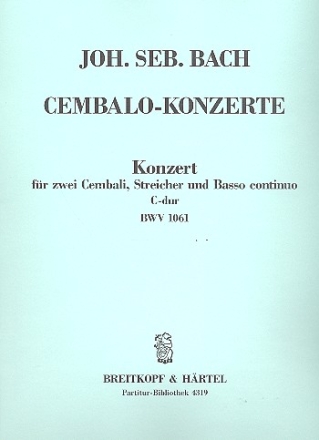 JOH. SEB. BACH
CEMBALO-KONZERTE
Konzert
für zwei Cembali, Streicher und Basso continuo
C-dur
BWV 1061
BREITKOPF & HÄRTEL
Partitur-Bibliothek 4319